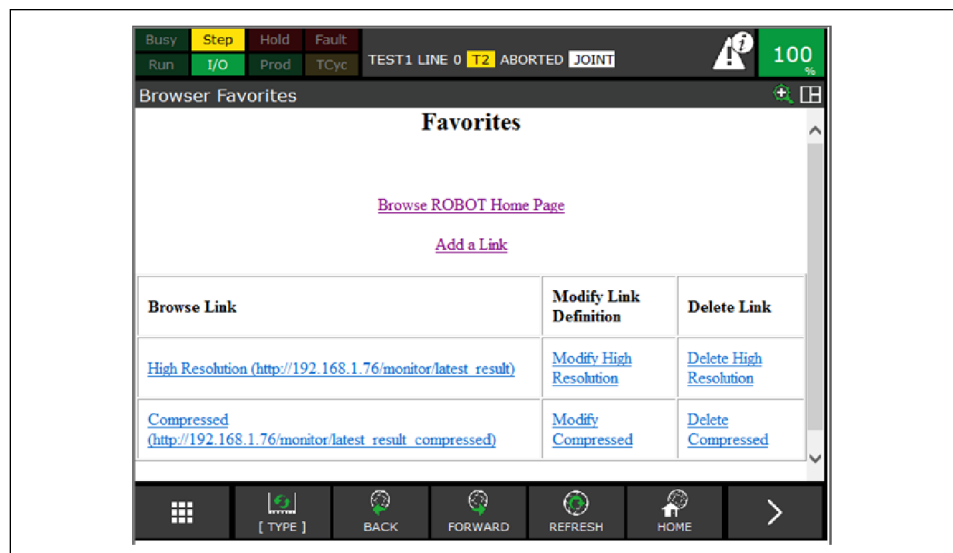 Busy Step Hold Fault
Run I/O Prod TCyc TEST1 LINE 0 T2 ABORTED JOINT 100 %
Browser Favorites
Favorites
Browse ROBOT Home Page
Add a Link
Browse Link Modify Link Definition Delete Link
High Resolution (http://192.168.1.76/monitor/latest_result) Modify High Resolution Delete High Resolution
Compressed (http://192.168.1.76/monitor/latest_result_compressed) Modify Compressed Delete Compressed
[ TYPE ] BACK FORWARD REFRESH HOME